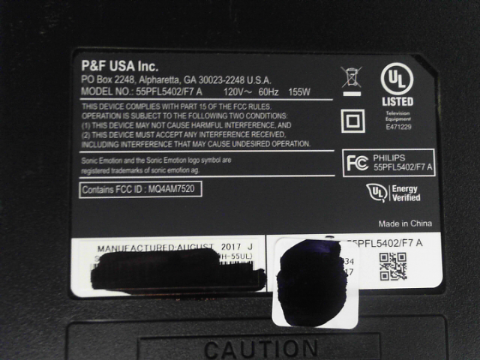 P&F USA Inc.
PO Box 2248, Alpharetta, GA 30023-2248 U.S.A.
MODEL NO.: 55PFL5402/F7 A 120V~ 60Hz 155W
THIS DEVICE COMPLIES WITH PART 15 OF THE FCC RULES.
OPERATION IS SUBJECT TO THE FOLLOWING TWO CONDITIONS:
(1) THIS DEVICE MAY NOT CAUSE HARMFUL INTERFERENCE, AND
(2) THIS DEVICE MUST ACCEPT ANY INTERFERENCE RECEIVED,
INCLUDING INTERFERENCE THAT MAY CAUSE UNDESIRED OPERATION.
Sonic Emotion and the Sonic Emotion logo symbol are
registered trademarks of sonic emotion ag.
Contains FCC ID : MQ4AM7520
UL
LISTED
Television
Equipment
E471229
FC PHILIPS
55PFL5402/F7 A
UL Energy
Verified
Made in China
MANUFACTURED:AUGUST 2017 J
55PFL5402/F7 A
CAUTION